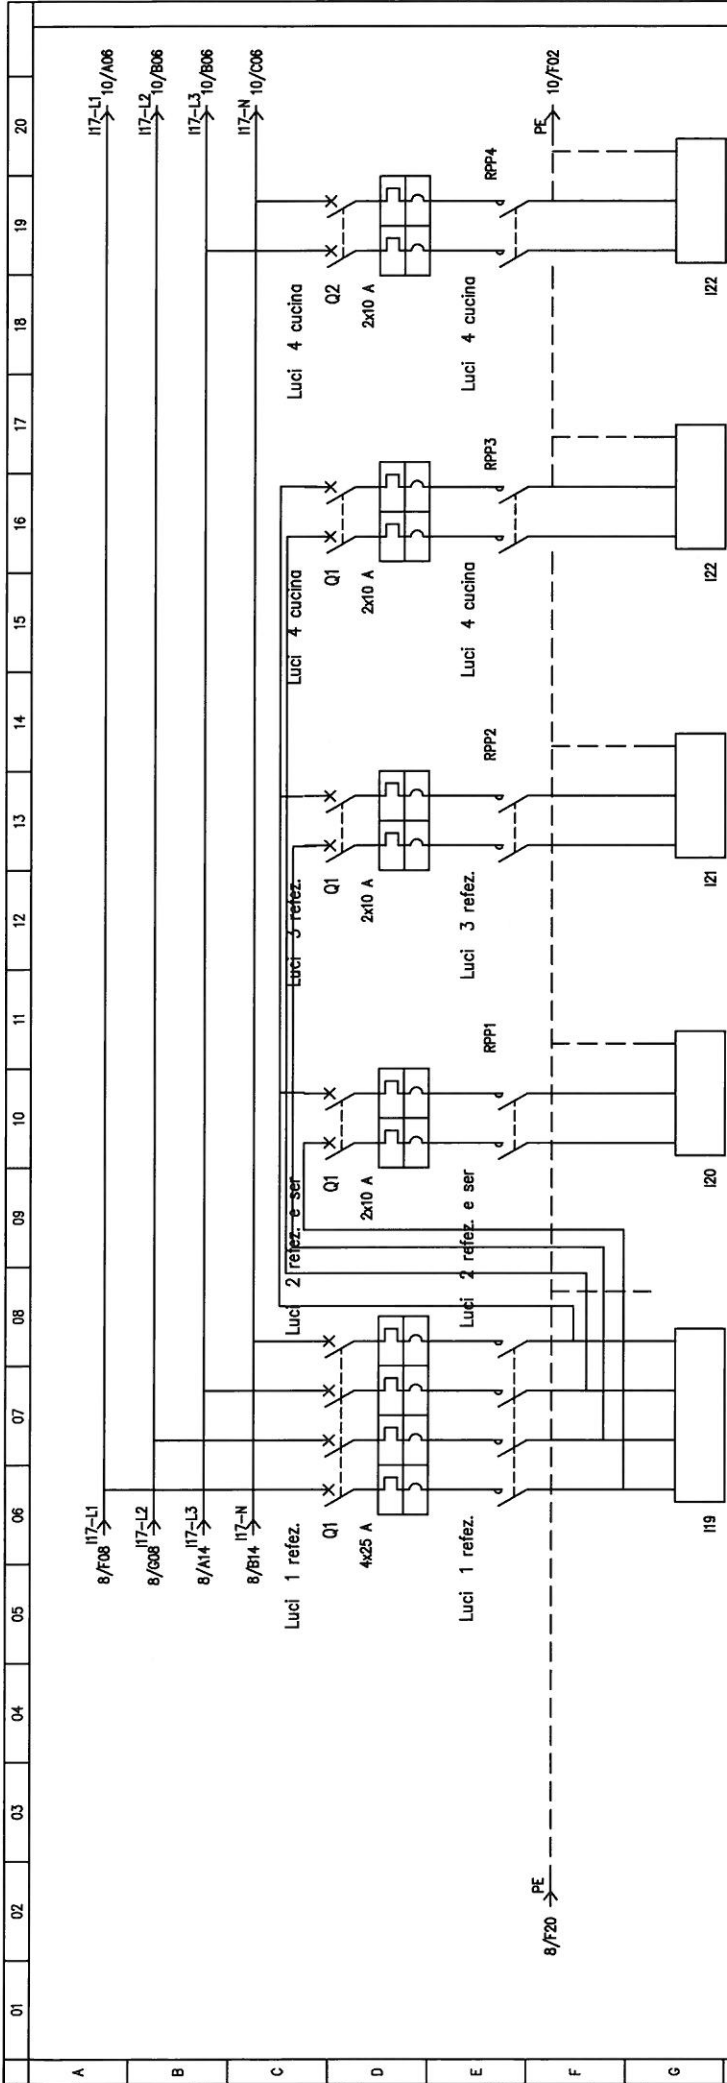 01 02 03 04 05 06 07 08 09 10 11 12 13 14 15 16 17 18 19 20
A
B
C
D
E
F
G
I17-L1
8/F08
I17-L1
10/A06
I17-L2
8/G08
I17-L2
10/B06
I17-L3
8/A14
I17-L3
10/B06
I17-N
8/B14
I17-N
10/C06
Luci 1 refez.
Luci 2 refez. e ser
Luci 3 refez.
Luci 4 cucina
Luci 4 cucina
Q1
Q1
Q1
Q1
Q2
4x25 A
2x10 A
2x10 A
2x10 A
2x10 A
Luci 1 refez.
Luci 2 refez. e ser
Luci 3 refez.
Luci 4 cucina
Luci 4 cucina
RPP1
RPP2
RPP3
RPP4
PE
8/F20
PE
10/F02
I19
I20
I21
I22
I22